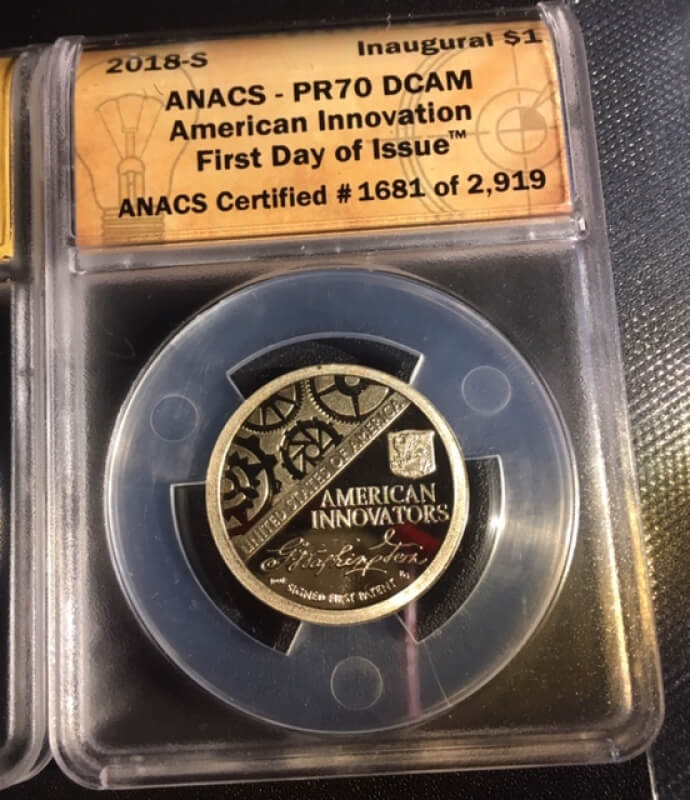 2018-S
Inaugural $1
ANACS - PR70 DCAM
American Innovation
First Day of Issue™
ANACS Certified #1681 of 2,919
UNITED STATES OF AMERICA
AMERICAN
INNOVATORS
G Washington
SIGNED FIRST PATENT